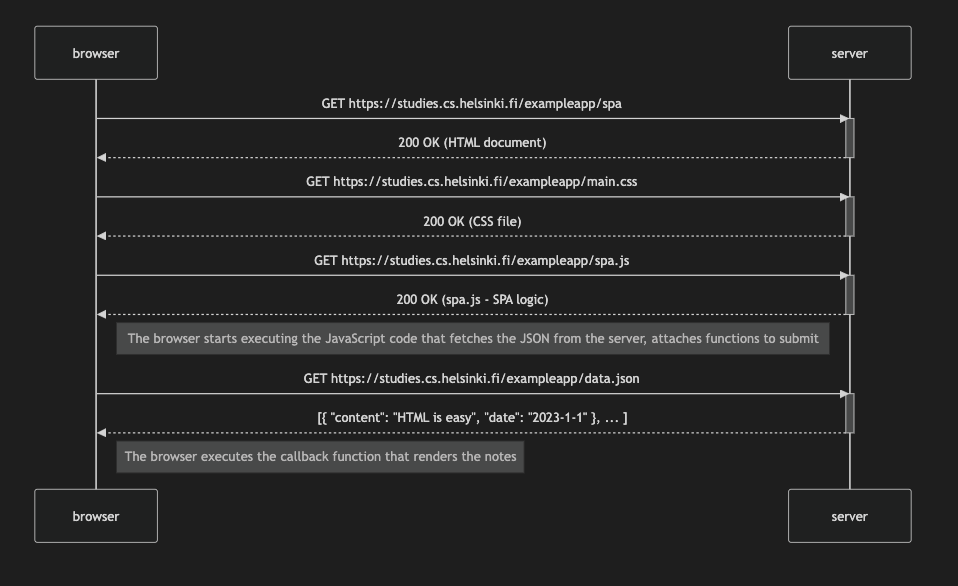 browser
server
GET https://studies.cs.helsinki.fi/exampleapp/spa
200 OK (HTML document)
GET https://studies.cs.helsinki.fi/exampleapp/main.css
200 OK (CSS file)
GET https://studies.cs.helsinki.fi/exampleapp/spa.js
200 OK (spa.js - SPA logic)
The browser starts executing the JavaScript code that fetches the JSON from the server, attaches functions to submit
GET https://studies.cs.helsinki.fi/exampleapp/data.json
[{ "content": "HTML is easy", "date": "2023-1-1" }, ... ]
The browser executes the callback function that renders the notes
browser
server